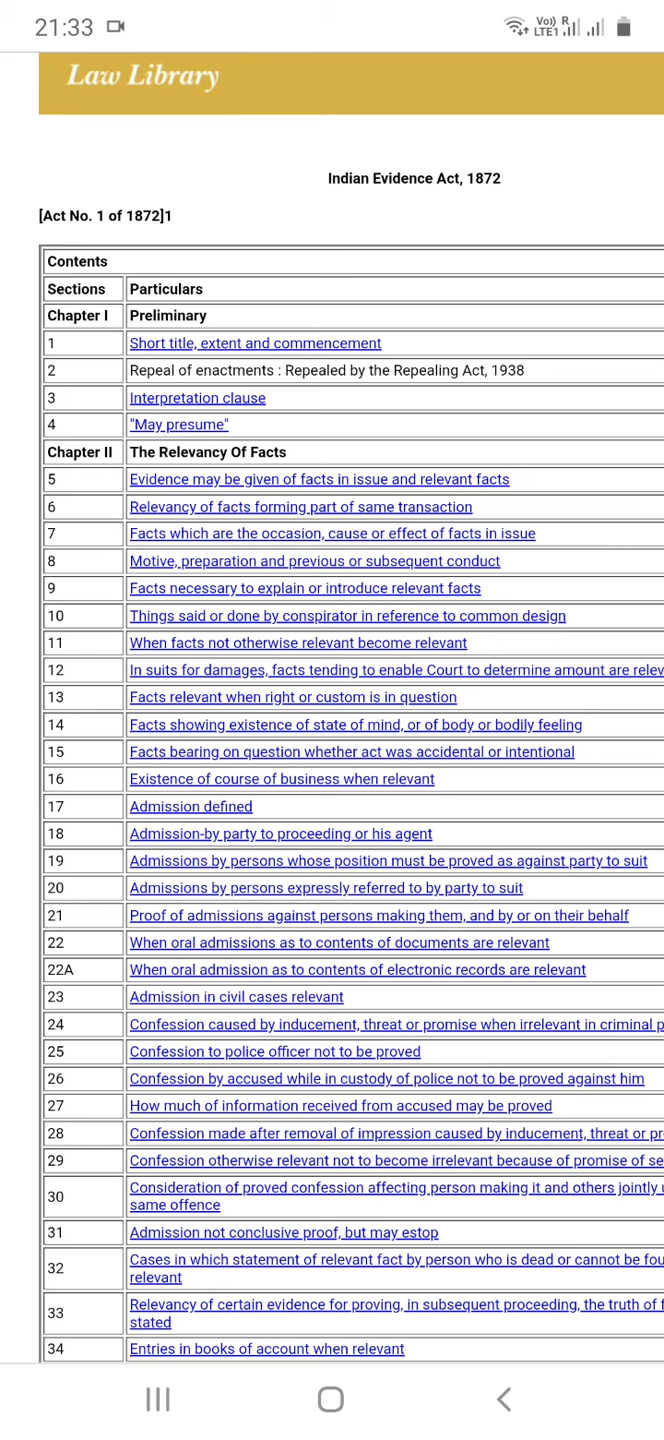 21:33
Vo) R
LTE1
Law Library
Indian Evidence Act, 1872
[Act No. 1 of 1872]1
Contents
Sections Particulars
Chapter I Preliminary
1 Short title, extent and commencement
2 Repeal of enactments : Repealed by the Repealing Act, 1938
3 Interpretation clause
4 "May presume"
Chapter II The Relevancy Of Facts
5 Evidence may be given of facts in issue and relevant facts
6 Relevancy of facts forming part of same transaction
7 Facts which are the occasion, cause or effect of facts in issue
8 Motive, preparation and previous or subsequent conduct
9 Facts necessary to explain or introduce relevant facts
10 Things said or done by conspirator in reference to common design
11 When facts not otherwise relevant become relevant
12 In suits for damages, facts tending to enable Court to determine amount are relev
13 Facts relevant when right or custom is in question
14 Facts showing existence of state of mind, or of body or bodily feeling
15 Facts bearing on question whether act was accidental or intentional
16 Existence of course of business when relevant
17 Admission defined
18 Admission-by party to proceeding or his agent
19 Admissions by persons whose position must be proved as against party to suit
20 Admissions by persons expressly referred to by party to suit
21 Proof of admissions against persons making them, and by or on their behalf
22 When oral admissions as to contents of documents are relevant
22A When oral admission as to contents of electronic records are relevant
23 Admission in civil cases relevant
24 Confession caused by inducement, threat or promise when irrelevant in criminal p
25 Confession to police officer not to be proved
26 Confession by accused while in custody of police not to be proved against him
27 How much of information received from accused may be proved
28 Confession made after removal of impression caused by inducement, threat or pr
29 Confession otherwise relevant not to become irrelevant because of promise of se
30 Consideration of proved confession affecting person making it and others jointly
same offence
31 Admission not conclusive proof, but may estop
32 Cases in which statement of relevant fact by person who is dead or cannot be fou
relevant
33 Relevancy of certain evidence for proving, in subsequent proceeding, the truth of f
stated
34 Entries in books of account when relevant